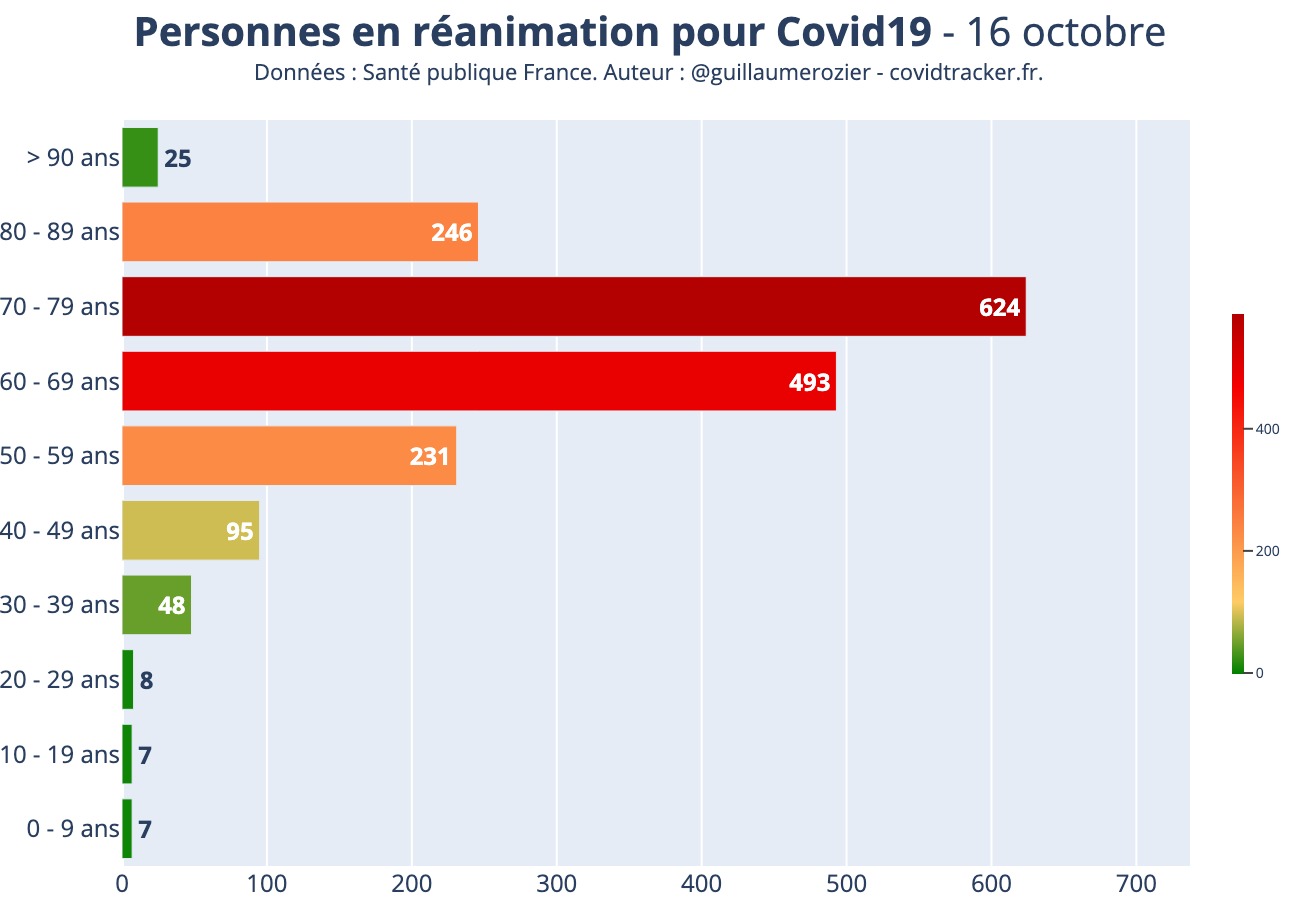 Personnes en réanimation pour Covid19 - 16 octobre
Données : Santé publique France. Auteur : @guillaumerozier - covidtracker.fr.
> 90 ans 25
80 - 89 ans 246
70 - 79 ans 624
60 - 69 ans 493
50 - 59 ans 231
40 - 49 ans 95
30 - 39 ans 48
20 - 29 ans 8
10 - 19 ans 7
0 - 9 ans 7
0 100 200 300 400 500 600 700
400
200
0